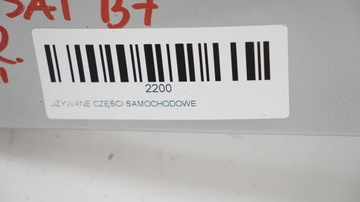 SAT B7
R.
2200
UŻYWANE CZĘŚCI SAMOCHODOWE